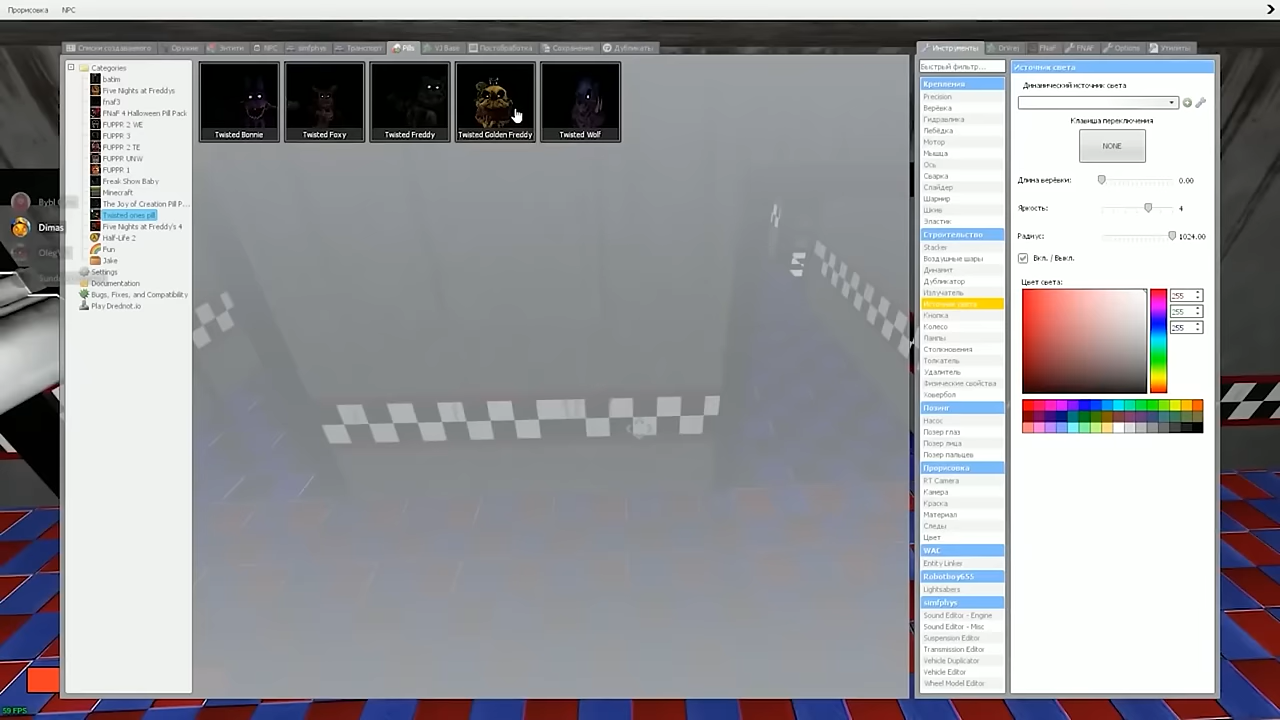 Прорисовка NPC
Списки создаваемого Оружие Энтити NPC simfphys Транспорт Pills VJ Base Постобработка Сохранения Дубликаты
Инструменты Drives FNaF FNAF Options Утилиты
Categories
batim
Five Nights at Freddys
fnaf3
FNaF 4 Halloween Pill Pack
FUPPR 2 WE
FUPPR 3
FUPPR 2 TE
FUPPR UNW
FUPPR 1
Freak Show Baby
Minecraft
The Joy of Creation Pill P...
Twisted ones pill
Five Nights at Freddy's 4
Half-Life 2
Fun
Jake
Settings
Documentation
Bugs, Fixes, and Compatibility
Play Drednot.io
Dimas
Twisted Bonnie
Twisted Foxy
Twisted Freddy
Twisted Golden Freddy
Twisted Wolf
Быстрый фильтр...
Крепления
Precision
Верёвка
Гидравлика
Лебёдка
Мотор
Мышца
Ось
Сварка
Слайдер
Шарнир
Шкив
Эластик
Строительство
Stacker
Воздушные шары
Динамит
Дубликатор
Излучатель
Источник света
Кнопка
Колесо
Лампы
Столкновения
Толкатель
Удалитель
Физические свойства
Ховербол
Позинг
Насос
Позер глаз
Позер лица
Позер пальцев
Прорисовка
RT Camera
Камера
Краска
Материал
Следы
Цвет
WAC
Entity Linker
Robotboy655
Lightsabers
simfphys
Sound Editor - Engine
Sound Editor - Misc
Suspension Editor
Transmission Editor
Vehicle Duplicator
Vehicle Editor
Wheel Model Editor
Источник света
Динамический источник света
Клавиша переключения
NONE
Длина верёвки: 0.00
Яркость: 4
Радиус: 1024.00
Вкл. / Выкл.
Цвет света:
255
255
255
59 FPS